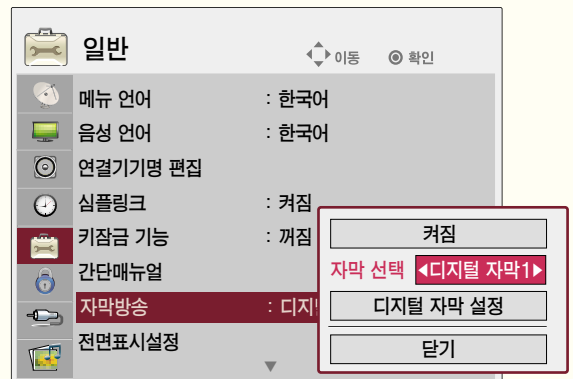 일반
이동 확인
메뉴 언어 : 한국어
음성 언어 : 한국어
연결기기명 편집
심플링크 : 켜짐
키잠금 기능 : 꺼짐
간단매뉴얼
자막방송 : 디지
전면표시설정
켜짐
자막 선택 ◀디지털 자막1▶
디지털 자막 설정
닫기